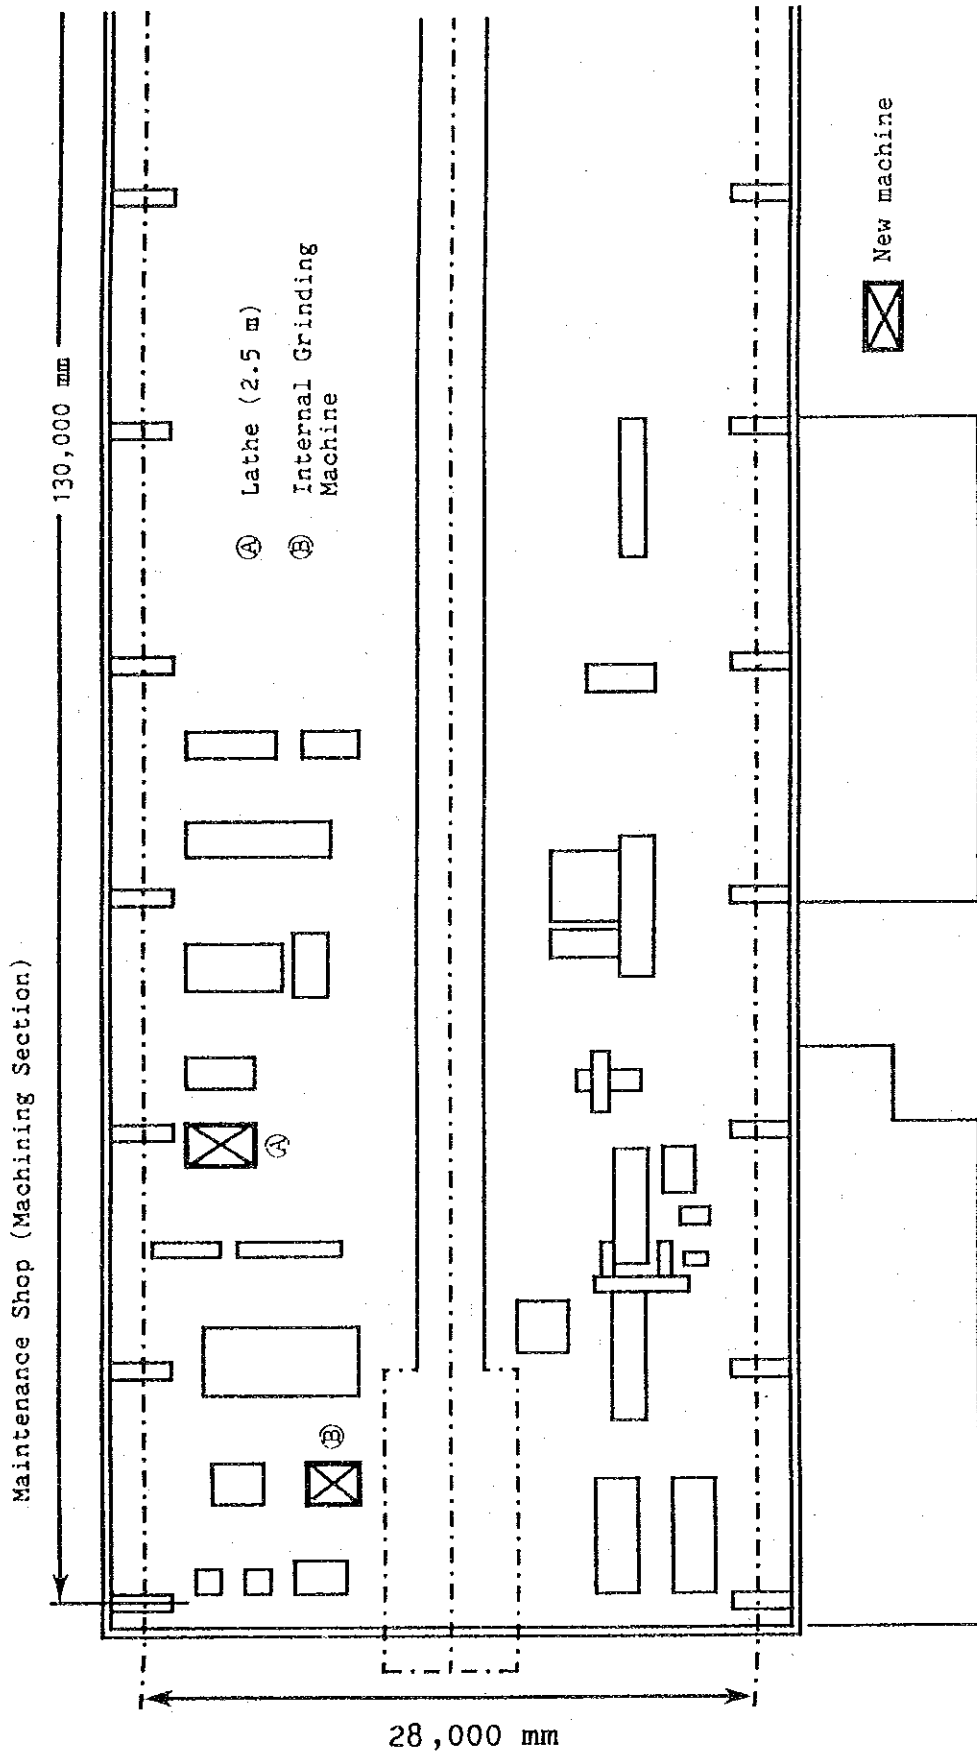 Maintenance Shop (Machining Section)
130,000 mm
Ⓐ Lathe (2.5 m)
Ⓑ Internal Grinding
Machine
Ⓐ
Ⓑ
New machine
28,000 mm